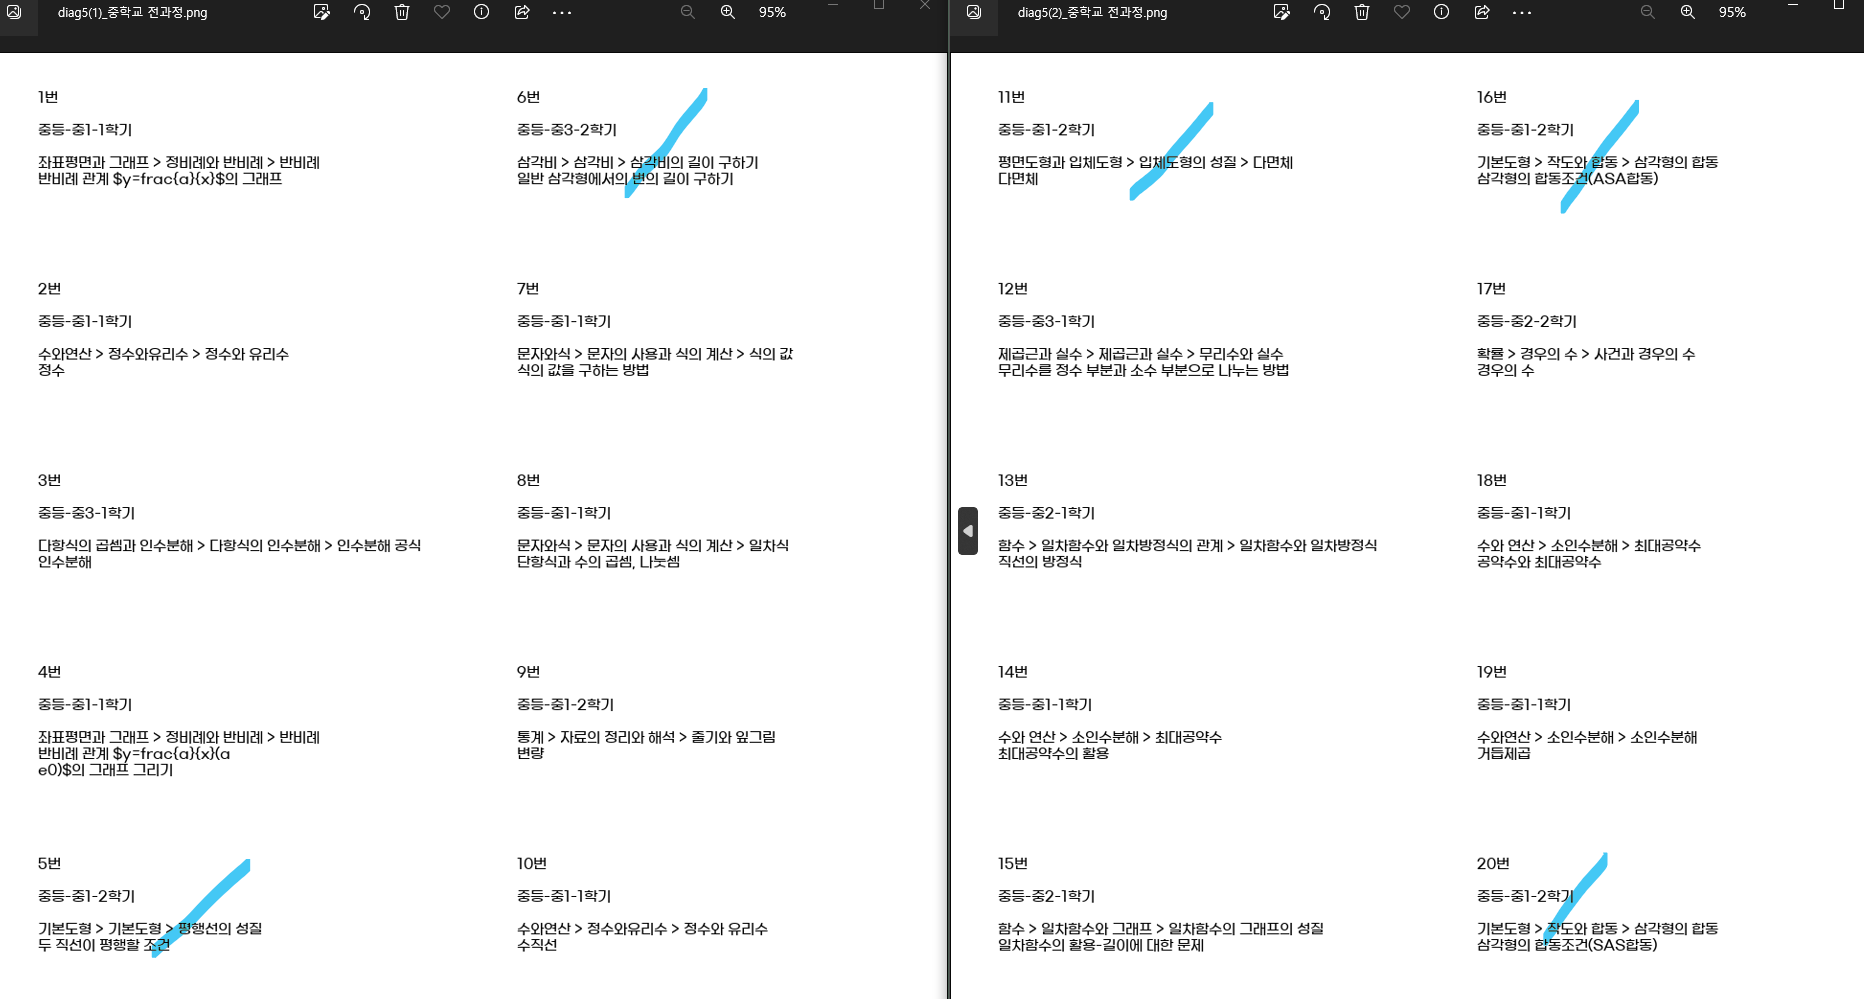 diag5(1)_중학교 전과정.png
95%
1번
중등-중1-1학기
좌표평면과 그래프 > 정비례와 반비례 > 반비례
반비례 관계 $y=frac{a}{x}$의 그래프
2번
중등-중1-1학기
수와연산 > 정수와유리수 > 정수와 유리수
정수
3번
중등-중3-1학기
다항식의 곱셈과 인수분해 > 다항식의 인수분해 > 인수분해 공식
인수분해
4번
중등-중1-1학기
좌표평면과 그래프 > 정비례와 반비례 > 반비례
반비례 관계 $y=frac{a}{x}(a
e0)$의 그래프 그리기
5번
중등-중1-2학기
기본도형 > 기본도형 > 평행선의 성질
두 직선이 평행할 조건
6번
중등-중3-2학기
삼각비 > 삼각비 > 삼각비의 길이 구하기
일반 삼각형에서의 변의 길이 구하기
7번
중등-중1-1학기
문자와식 > 문자의 사용과 식의 계산 > 식의 값
식의 값을 구하는 방법
8번
중등-중1-1학기
문자와식 > 문자의 사용과 식의 계산 > 일차식
단항식과 수의 곱셈, 나눗셈
9번
중등-중1-2학기
통계 > 자료의 정리와 해석 > 줄기와 잎그림
변량
10번
중등-중1-1학기
수와연산 > 정수와유리수 > 정수와 유리수
수직선
diag5(2)_중학교 전과정.png
95%
11번
중등-중1-2학기
평면도형과 입체도형 > 입체도형의 성질 > 다면체
다면체
12번
중등-중3-1학기
제곱근과 실수 > 제곱근과 실수 > 무리수와 실수
무리수를 정수 부분과 소수 부분으로 나누는 방법
13번
중등-중2-1학기
함수 > 일차함수와 일차방정식의 관계 > 일차함수와 일차방정식
직선의 방정식
14번
중등-중1-1학기
수와 연산 > 소인수분해 > 최대공약수
최대공약수의 활용
15번
중등-중2-1학기
함수 > 일차함수와 그래프 > 일차함수의 그래프의 성질
일차함수의 활용-길이에 대한 문제
16번
중등-중1-2학기
기본도형 > 작도와 합동 > 삼각형의 합동
삼각형의 합동조건(ASA합동)
17번
중등-중2-2학기
확률 > 경우의 수 > 사건과 경우의 수
경우의 수
18번
중등-중1-1학기
수와 연산 > 소인수분해 > 최대공약수
공약수와 최대공약수
19번
중등-중1-1학기
수와연산 > 소인수분해 > 소인수분해
거듭제곱
20번
중등-중1-2학기
기본도형 > 작도와 합동 > 삼각형의 합동
삼각형의 합동조건(SAS합동)